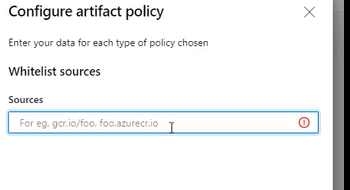 Configure artifact policy
Enter your data for each type of policy chosen
Whitelist sources
Sources
For eg. gcr.io/foo. foo.azurecr.io